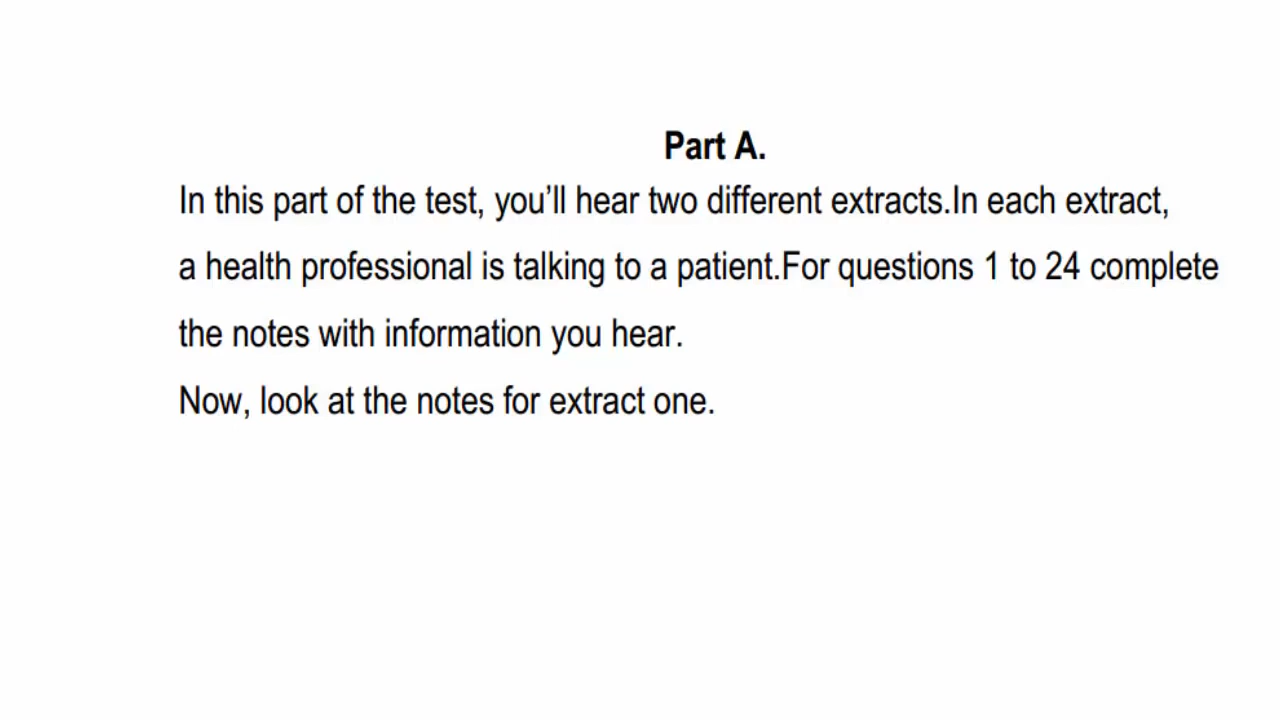 Part A.
In this part of the test, you’ll hear two different extracts.In each extract,
a health professional is talking to a patient.For questions 1 to 24 complete
the notes with information you hear.
Now, look at the notes for extract one.